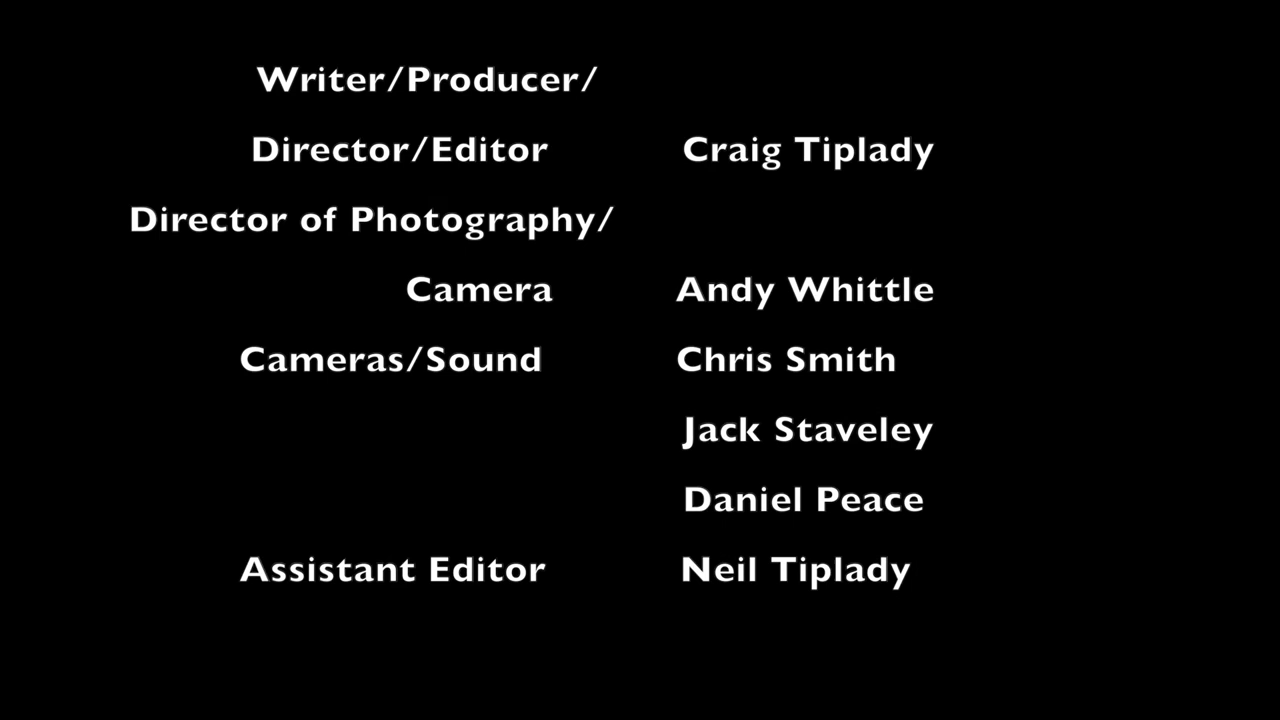 Writer/Producer/
Director/Editor Craig Tiplady
Director of Photography/
Camera Andy Whittle
Cameras/Sound Chris Smith
Jack Staveley
Daniel Peace
Assistant Editor Neil Tiplady